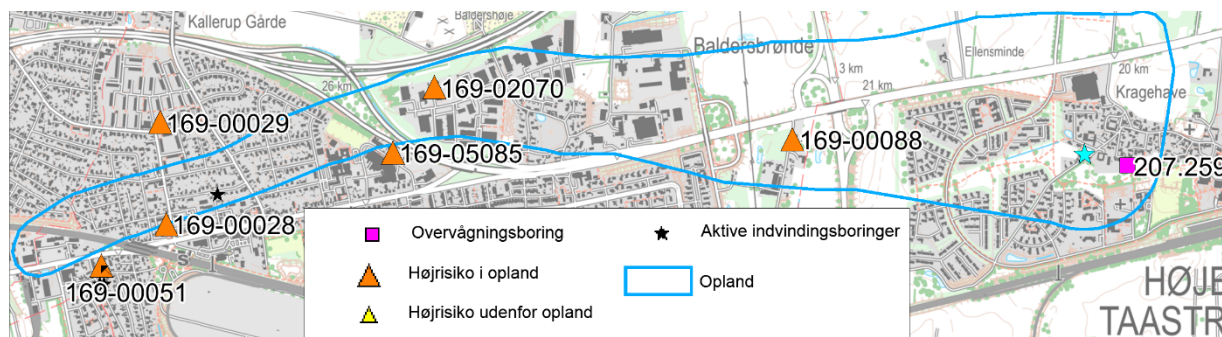 Kallerup Gårde
Baldershøje
Baldersbrønde
Ellensminde
3 km
20 km
26 km
21 km
Kragehave
169-02070
169-00029
169-05085
169-00088
207.259
169-00028
169-00051
Overvågningsboring
Aktive indvindingsboringer
Højrisiko i opland
Opland
Højrisiko udenfor opland
HØJE
TAASTR